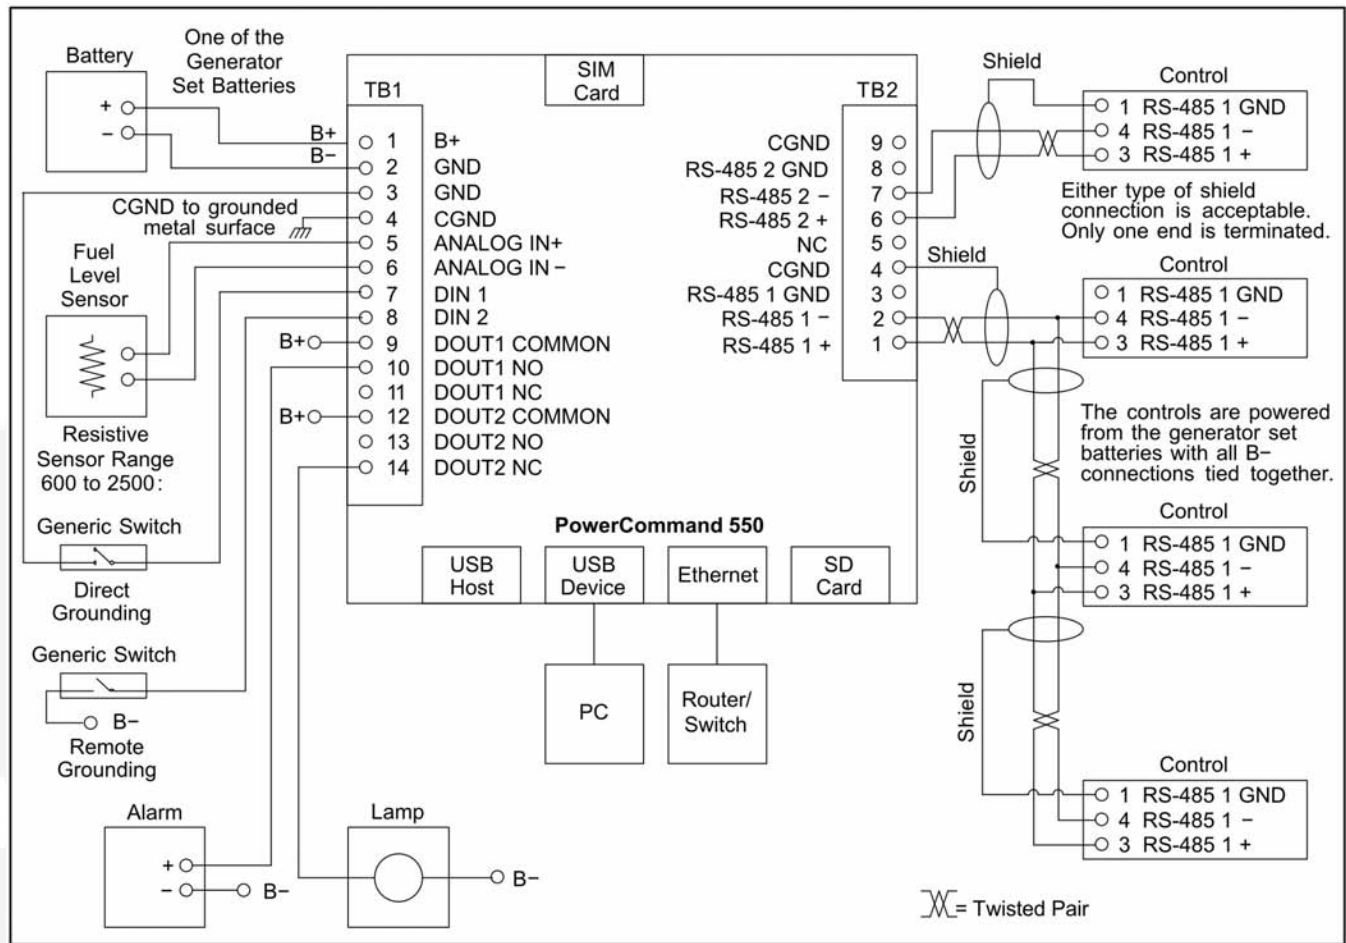 Battery
One of the
Generator
Set Batteries
+
−
B+
B−
CGND to grounded
metal surface
Fuel
Level
Sensor
Resistive
Sensor Range
600 to 2500:
Generic Switch
Direct
Grounding
Generic Switch
B−
Remote
Grounding
Alarm
+
−
B−
Lamp
B−
SIM
Card
TB1
1 B+
2 GND
3 GND
4 CGND
5 ANALOG IN+
6 ANALOG IN−
7 DIN 1
8 DIN 2
B+ 9 DOUT1 COMMON
10 DOUT1 NO
11 DOUT1 NC
B+ 12 DOUT2 COMMON
13 DOUT2 NO
14 DOUT2 NC
TB2
CGND 9
RS-485 2 GND 8
RS-485 2 − 7
RS-485 2 + 6
NC 5
CGND 4
RS-485 1 GND 3
RS-485 1 − 2
RS-485 1 + 1
PowerCommand 550
USB
Host
USB
Device
Ethernet
SD
Card
PC
Router/
Switch
Shield
Control
1 RS-485 1 GND
4 RS-485 1 −
3 RS-485 1 +
Either type of shield
connection is acceptable.
Only one end is terminated.
Shield
Control
1 RS-485 1 GND
4 RS-485 1 −
3 RS-485 1 +
The controls are powered
from the generator set
batteries with all B−
connections tied together.
Shield
Control
1 RS-485 1 GND
4 RS-485 1 −
3 RS-485 1 +
Shield
Control
1 RS-485 1 GND
4 RS-485 1 −
3 RS-485 1 +
= Twisted Pair